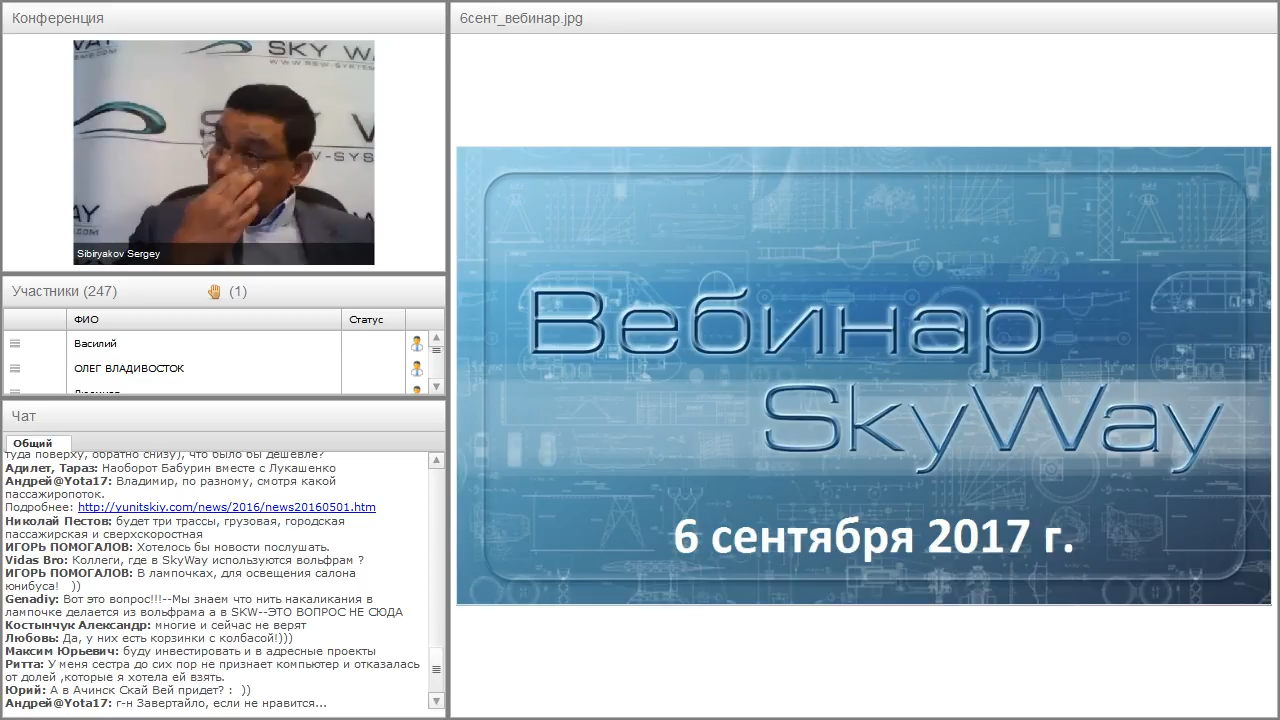 Конференция
SKY WAY
Sibiryakov Sergey
Участники (247)
(1)
ФИО
Статус
Василий
ОЛЕГ ВЛАДИВОСТОК
Чат
Общий
туда поверху, обратно снизу), что было бы дешевле?
Адилет, Тараз: Наоборот Бабурин вместе с Лукашенко
Андрей@Yota17: Владимир, по разному, смотря какой
пассажиропоток.
Подробнее: http://yunitskiy.com/news/2016/news20160501.htm
Николай Пестов: будет три трассы, грузовая, городская
пассажирская и сверхскоростная
ИГОРЬ ПОМОГАЛОВ: Хотелось бы новости послушать.
Vidas Bro: Коллеги, где в SkyWay используются вольфрам ?
ИГОРЬ ПОМОГАЛОВ: В лампочках, для освещения салона
юнибуса! ))
Genadiy: Вот это вопрос!!!--Мы знаем что нить накаликания в
лампочке делается из вольфрама а в SKW--ЭТО ВОПРОС НЕ СЮДА
Костынчук Александр: многие и сейчас не верят
Любовь: Да, у них есть корзинки с колбасой!)))
Максим Юрьевич: буду инвестировать и в адресные проекты
Ритта: У меня сестра до сих пор не признает компьютер и отказалась
от долей ,которые я хотела ей взять.
Юрий: А в Ачинск Скай Вей придет? : ))
Андрей@Yota17: г-н Завертайло, если не нравится...
6сент_вебинар.jpg
Вебинар
SkyWay
6 сентября 2017 г.